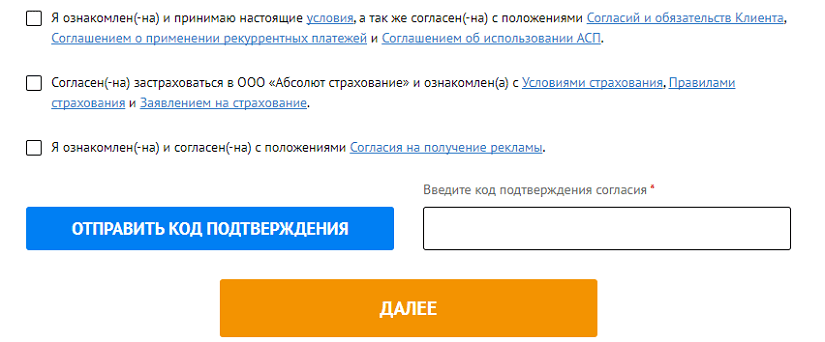 Я ознакомлен(-на) и принимаю настоящие условия, а так же согласен(-на) с положениями Согласий и обязательств Клиента,
Соглашением о применении рекуррентных платежей и Соглашением об использовании АСП.
Согласен(-на) застраховаться в ООО «Абсолют страхование» и ознакомлен(а) с Условиями страхования, Правилами
страхования и Заявлением на страхование.
Я ознакомлен(-на) и согласен(-на) с положениями Согласия на получение рекламы.
Введите код подтверждения согласия *
ОТПРАВИТЬ КОД ПОДТВЕРЖДЕНИЯ
ДАЛЕЕ